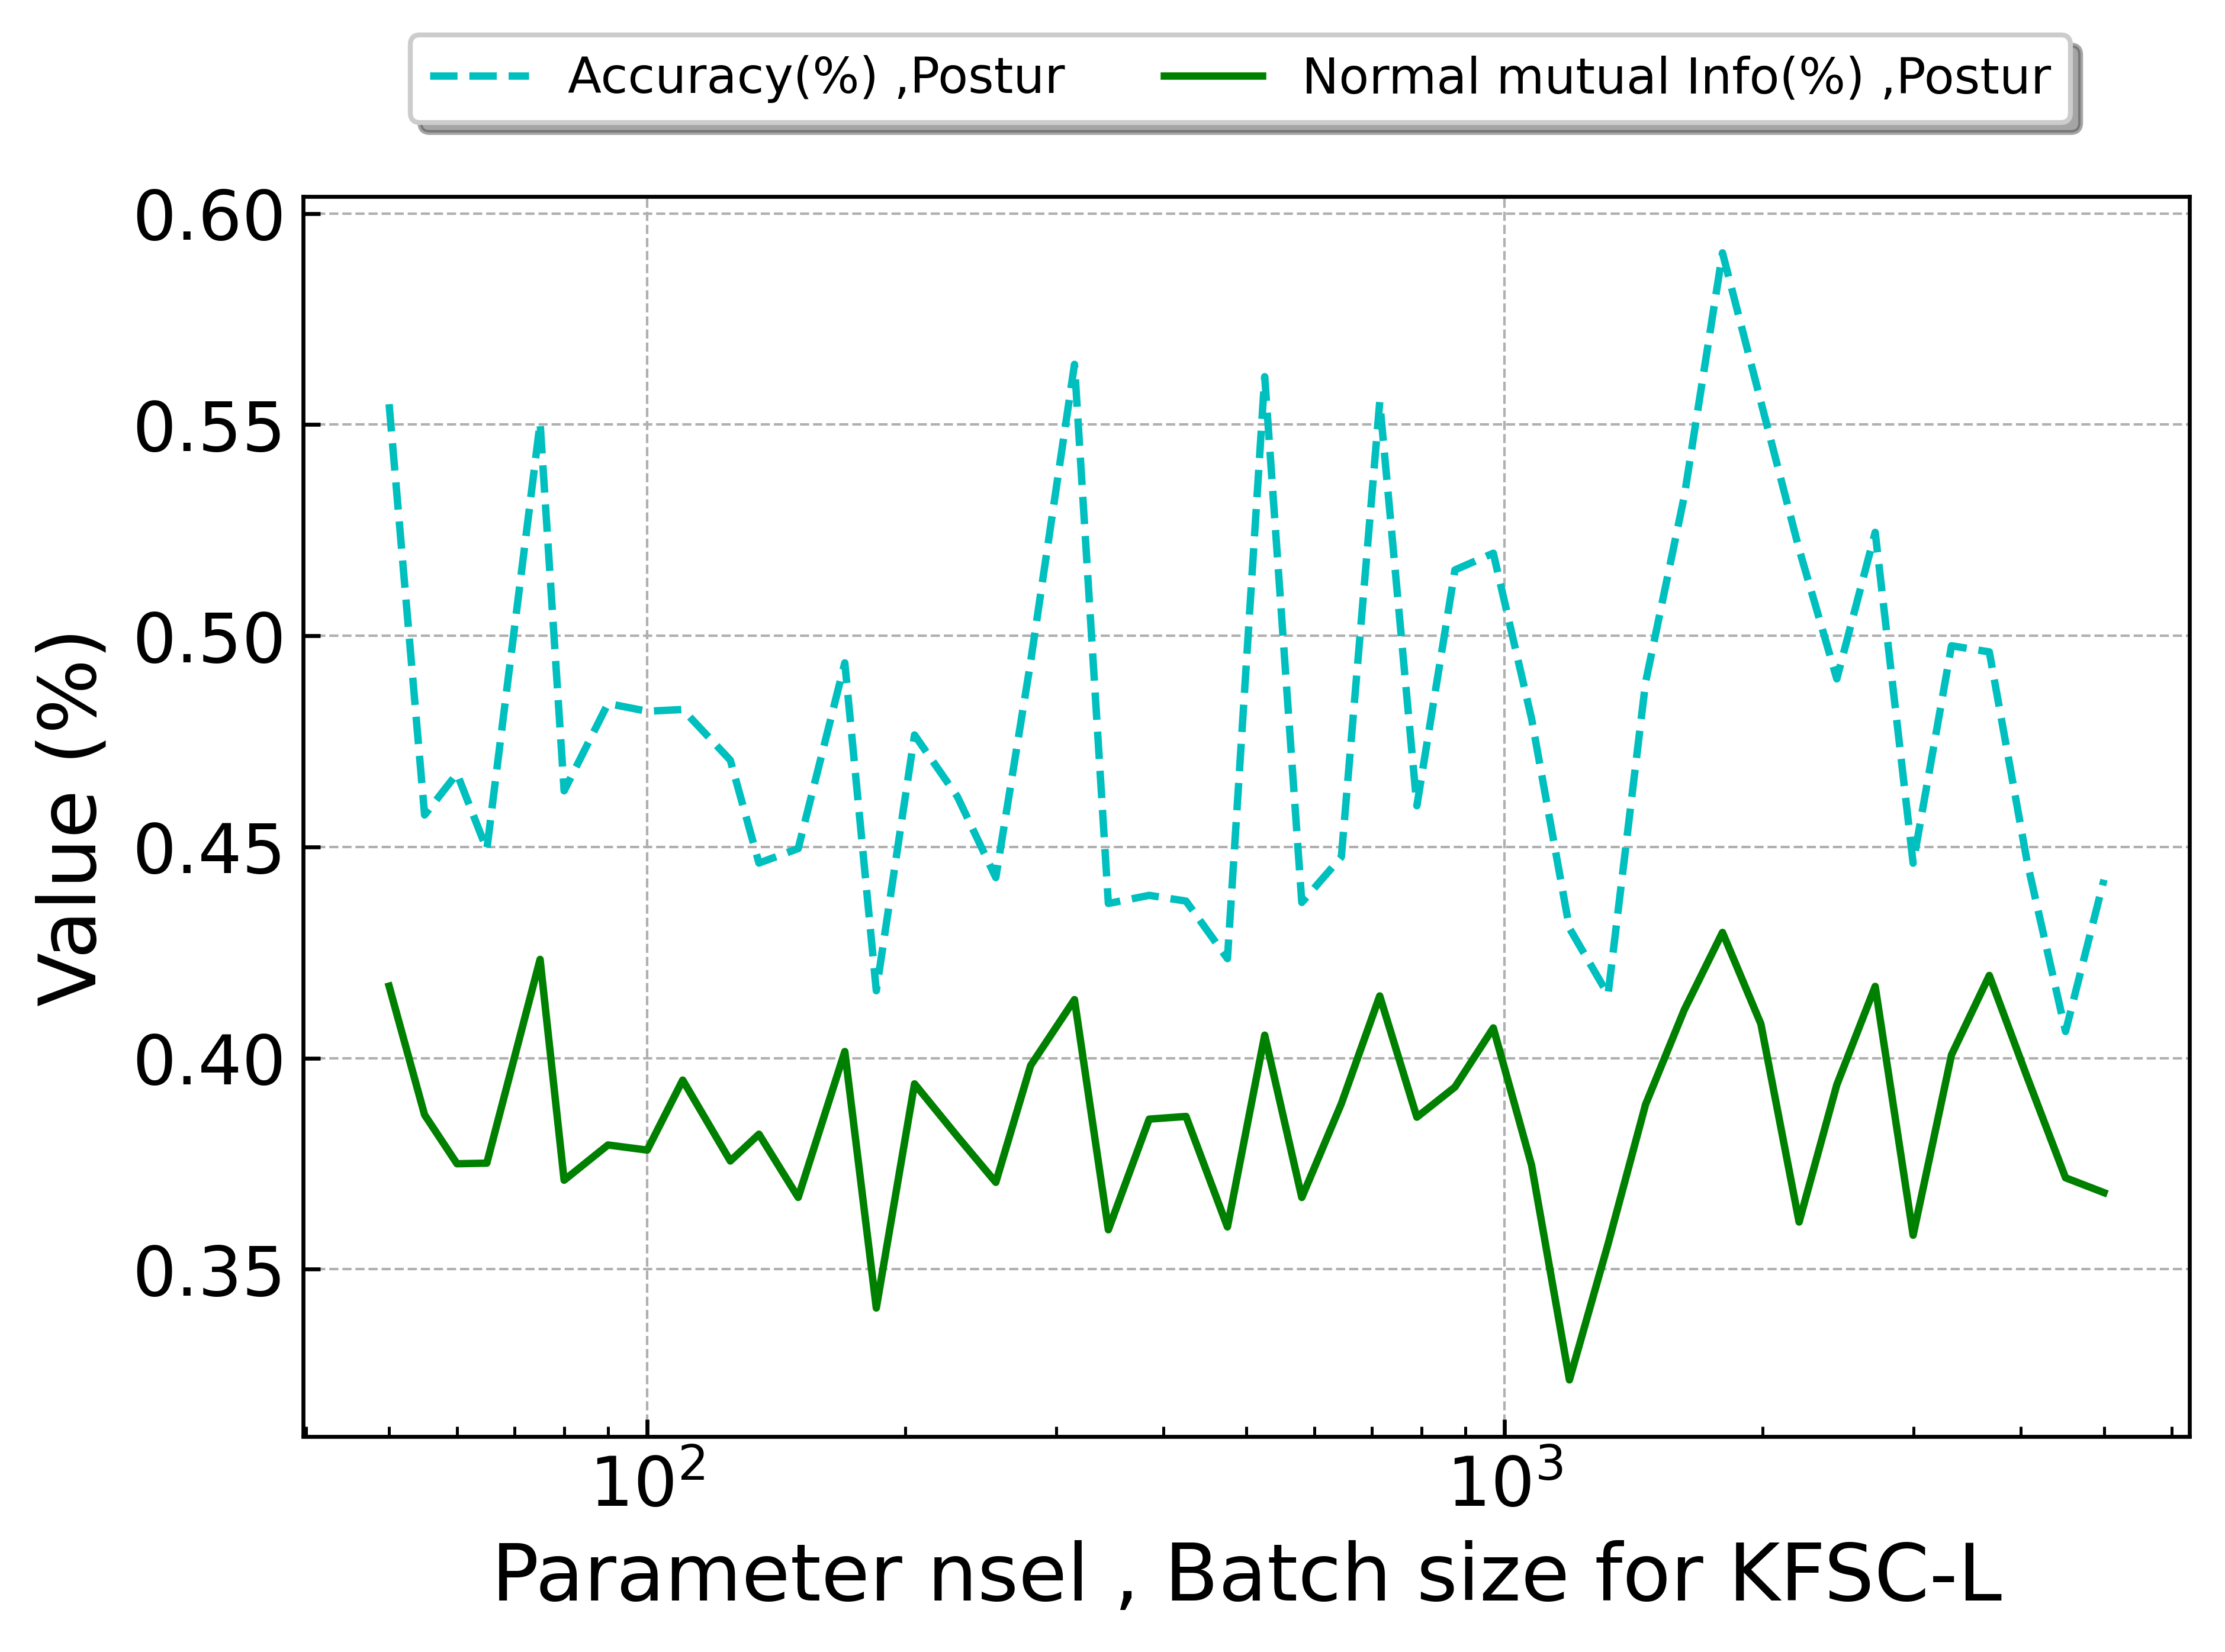 Accuracy(%) ,Postur Normal mutual Info(%) ,Postur
0.60
0.55
0.50
0.45
0.40
0.35
Value (%)
10² 10³
Parameter nsel , Batch size for KFSC-L